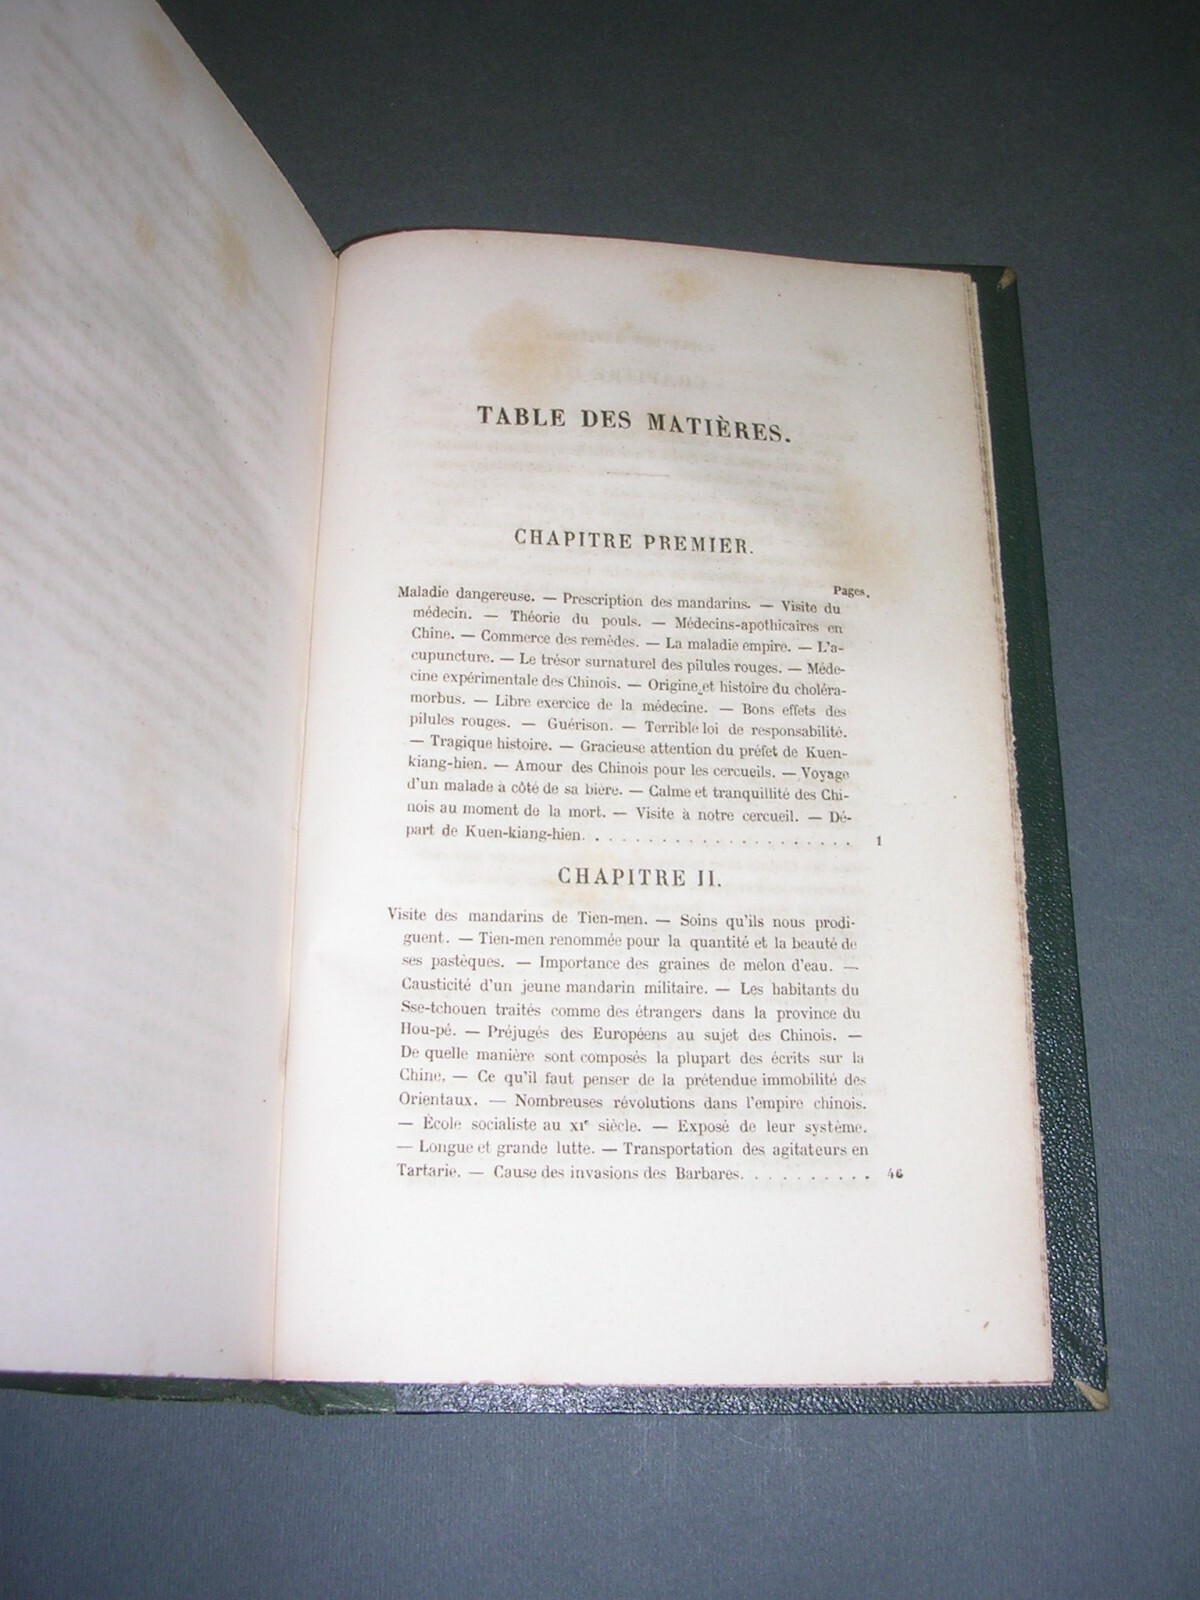 TABLE DES MATIÈRES.
CHAPITRE PREMIER.
Pages.
Maladie dangereuse. — Prescription des mandarins. — Visite du
médecin. — Théorie du pouls. — Médecins-apothicaires en
Chine. — Commerce des remèdes. — La maladie empire. — L'a-
cupuncture. — Le trésor surnaturel des pilules rouges. — Méde-
cine expérimentale des Chinois. — Origine et histoire du choléra-
morbus. — Libre exercice de la médecine. — Bons effets des
pilules rouges. — Guérison. — Terrible loi de responsabilité.
— Tragique histoire. — Gracieuse attention du préfet de Kuen-
kiang-hien. — Amour des Chinois pour les cercueils. — Voyage
d'un malade à côté de sa bière. — Calme et tranquillité des Chi-
nois au moment de la mort. — Visite à notre cercueil. — Dé-
part de Kuen-kiang-hien. . . . . . . . . . . . . . . . . . . . . 1
CHAPITRE II.
Visite des mandarins de Tien-men. — Soins qu'ils nous prodi-
guent. — Tien-men renommée pour la quantité et la beauté de
ses pastèques. — Importance des graines de melon d'eau. —
Causticité d'un jeune mandarin militaire. — Les habitants du
Sse-tchouen traités comme des étrangers dans la province du
Hou-pé. — Préjugés des Européens au sujet des Chinois. —
De quelle manière sont composés la plupart des écrits sur la
Chine. — Ce qu'il faut penser de la prétendue immobilité des
Orientaux. — Nombreuses révolutions dans l'empire chinois.
— École socialiste au XIe siècle. — Exposé de leur système.
— Longue et grande lutte. — Transportation des agitateurs en
Tartarie. — Cause des invasions des Barbares. . . . . . . . . . 46